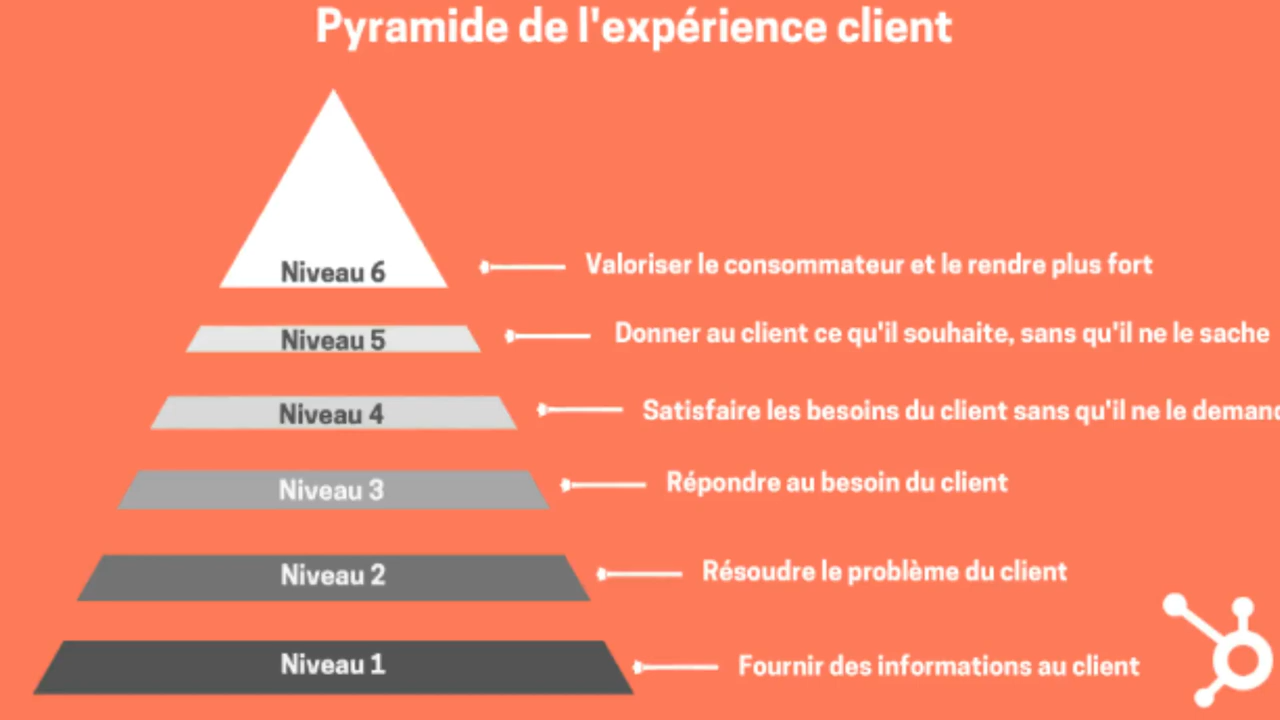 Pyramide de l'expérience client
Niveau 6
Valoriser le consommateur et le rendre plus fort
Niveau 5
Donner au client ce qu'il souhaite, sans qu'il ne le sache
Niveau 4
Satisfaire les besoins du client sans qu'il ne le
Niveau 3
Répondre au besoin du client
Niveau 2
Résoudre le problème du client
Niveau 1
Fournir des informations au client